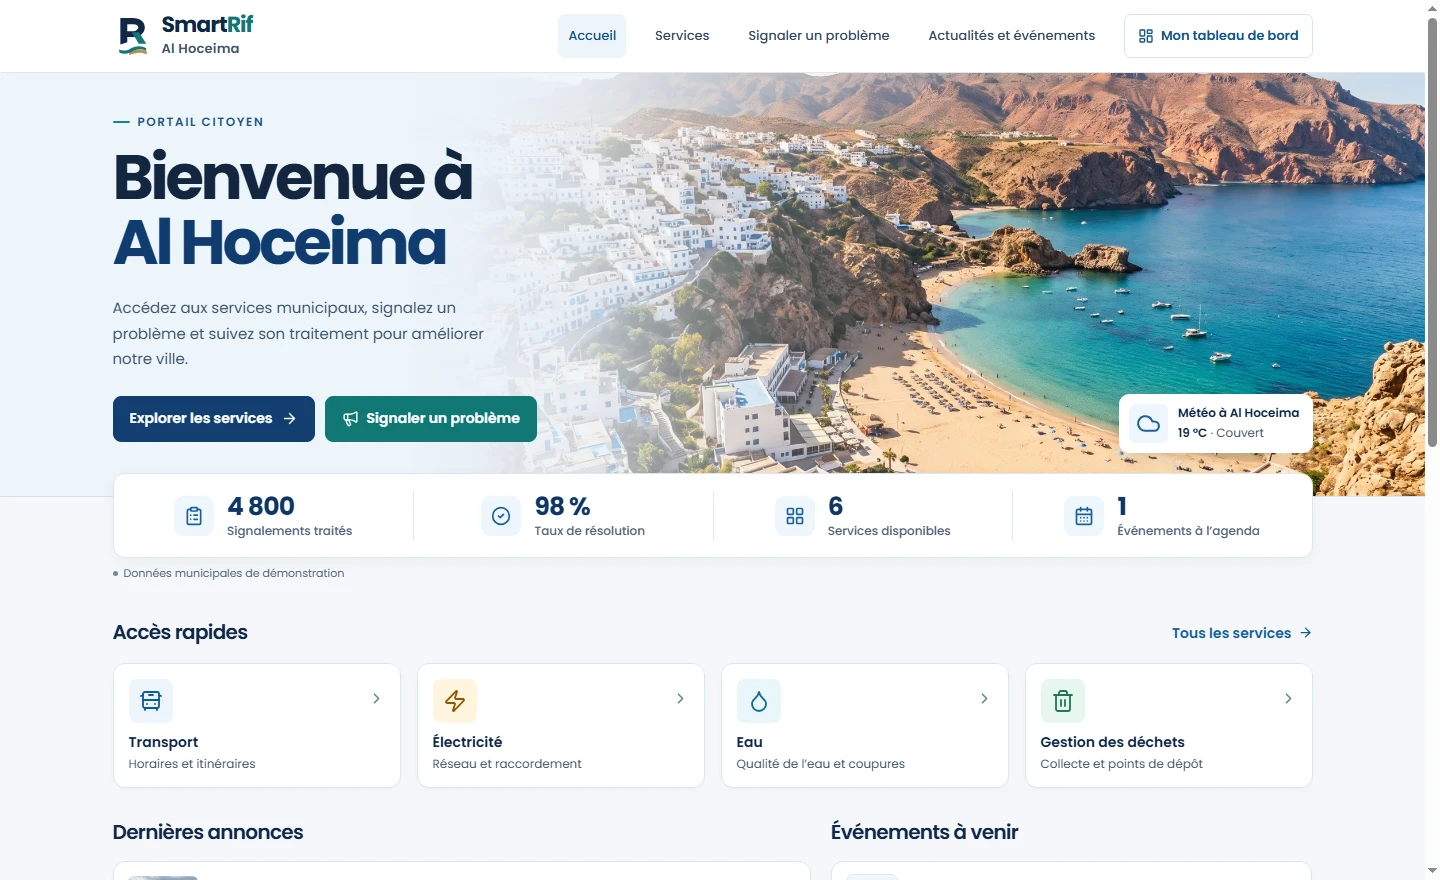 SmartRif
Al Hoceima
Accueil
Services
Signaler un problème
Actualités et événements
Mon tableau de bord
PORTAIL CITOYEN
Bienvenue à
Al Hoceima
Accédez aux services municipaux, signalez un
problème et suivez son traitement pour améliorer
notre ville.
Explorer les services
Signaler un problème
Météo à Al Hoceima
19 °C · Couvert
4 800
Signalements traités
98 %
Taux de résolution
6
Services disponibles
1
Événements à l’agenda
Données municipales de démonstration
Accès rapides
Tous les services
Transport
Horaires et itinéraires
Électricité
Réseau et raccordement
Eau
Qualité de l’eau et coupures
Gestion des déchets
Collecte et points de dépôt
Dernières annonces
Événements à venir